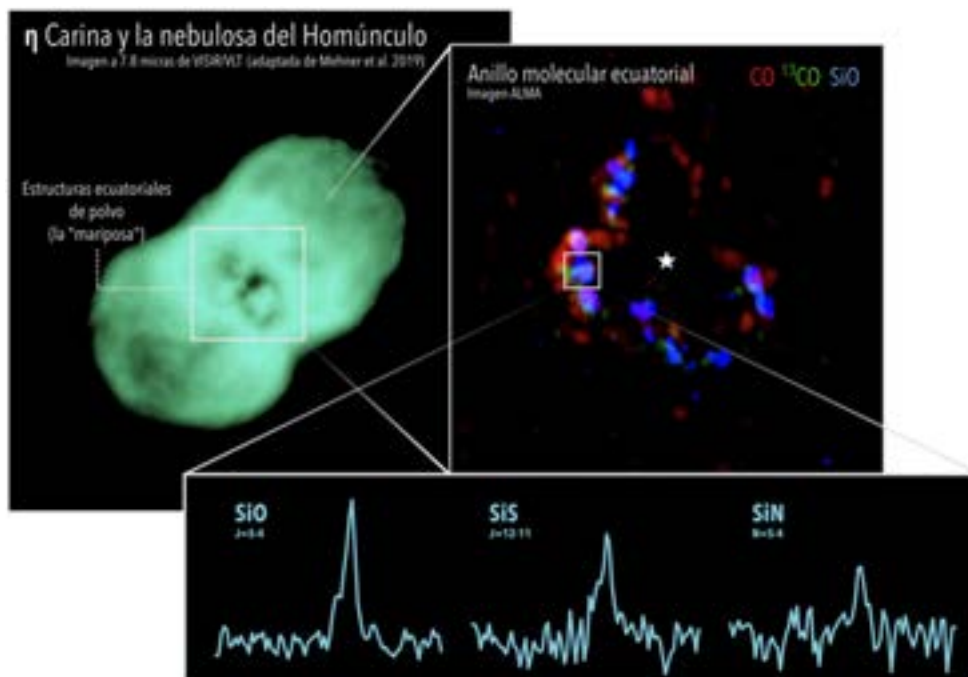 η Carina y la nebulosa del Homúnculo
Imagen a 7.8 micras de VISIR/VLT (adaptada de Mehner et al. 2019)
Estructuras ecuatoriales
de polvo
(la "mariposa")
Anillo molecular ecuatorial
Imagen ALMA
CO ¹³CO SiO
SiO
J=5-4
SiS
J=12-11
SiN
N=5-4